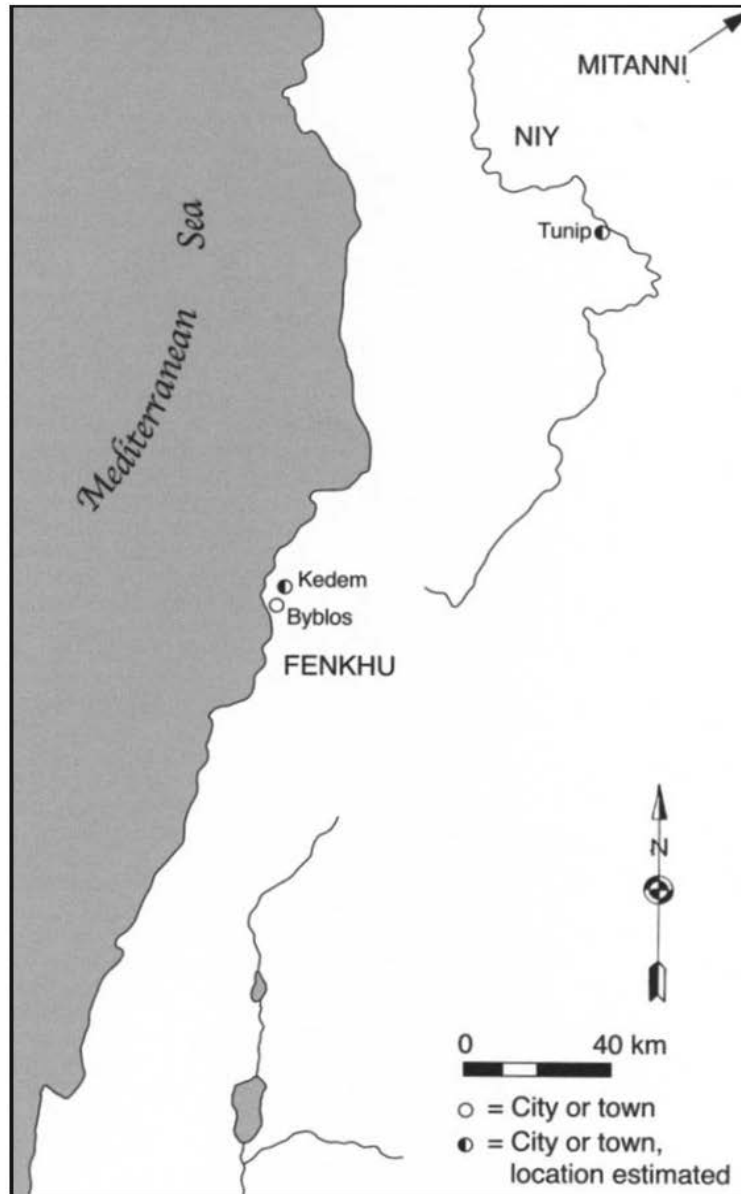 MITANNI
NIY
Tunip
Mediterranean Sea
Kedem
Byblos
FENKHU
N
0 40 km
= City or town
= City or town,
location estimated